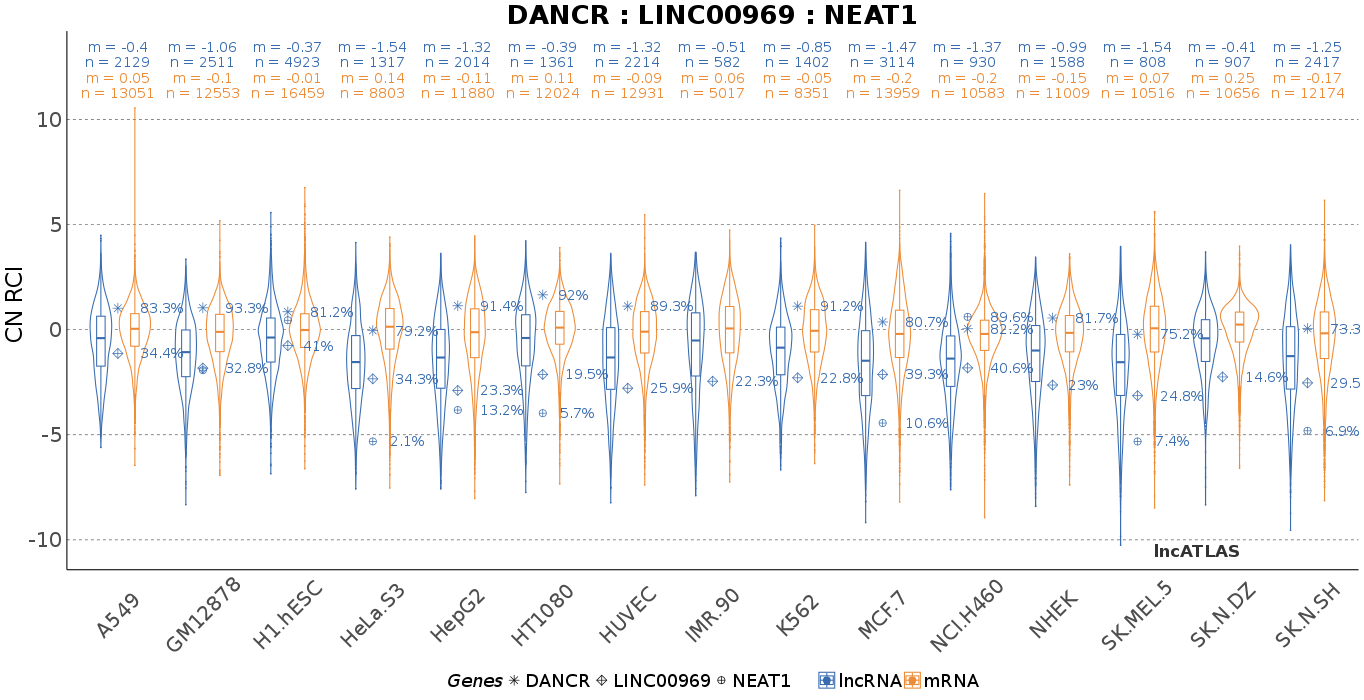 DANCR : LINC00969 : NEAT1
m = -0.4 m = -1.06 m = -0.37 m = -1.54 m = -1.32 m = -0.39 m = -1.32 m = -0.51 m = -0.85 m = -1.47 m = -1.37 m = -0.99 m = -1.54 m = -0.41 m = -1.25
n = 2129 n = 2511 n = 4923 n = 1317 n = 2014 n = 1361 n = 2214 n = 582 n = 1402 n = 3114 n = 930 n = 1588 n = 808 n = 907 n = 2417
m = 0.05 m = -0.1 m = -0.01 m = 0.14 m = -0.11 m = 0.11 m = -0.09 m = 0.06 m = -0.05 m = -0.2 m = -0.2 m = -0.15 m = 0.07 m = 0.25 m = -0.17
n = 13051 n = 12553 n = 16459 n = 8803 n = 11880 n = 12024 n = 12931 n = 5017 n = 8351 n = 13959 n = 10583 n = 11009 n = 10516 n = 10656 n = 12174
CN RCI
10
5
0
-5
-10
83.3% 93.3% 81.2% 79.2% 91.4% 92% 89.3% 91.2% 80.7% 89.6% 81.7% 75.2% 73.3
82.2%
34.4% 32.8% 41% 34.3% 23.3% 19.5% 25.9% 22.3% 22.8% 39.3% 40.6% 23% 24.8% 14.6% 29.5
2.1% 13.2% 5.7% 10.6% 7.4% 6.9%
lncATLAS
A549 GM12878 H1.hESC HeLa.S3 HepG2 HT1080 HUVEC IMR.90 K562 MCF.7 NCI.H460 NHEK SK.MEL.5 SK.N.DZ SK.N.SH
Genes DANCR LINC00969 NEAT1 lncRNA mRNA